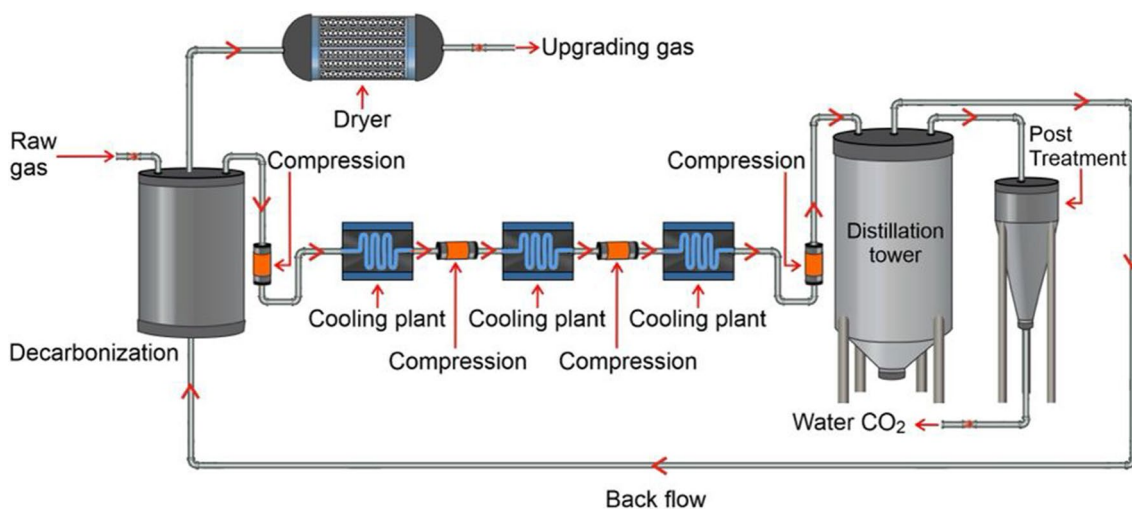 Upgrading gas
Dryer
Raw
gas
Compression
Compression
Post
Treatment
Distillation
tower
Cooling plant
Cooling plant
Cooling plant
Decarbonization
Compression
Compression
Water CO₂
Back flow